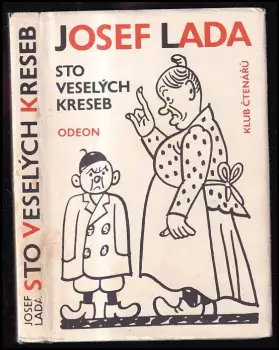 JOSEF LADA
STO
VESELÝCH
KRESEB
ODEON
KLUB ČTENÁŘŮ
JOSEF
LADA
STO VESELÝCH KRESEB